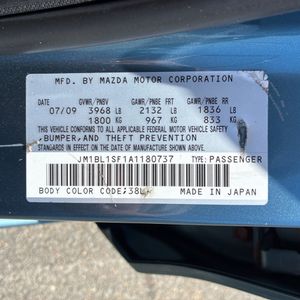 MFD. BY MAZDA MOTOR CORPORATION
GVWR/PNBV GAWR/PNBE FRT GAWR/PNBE RR
07/09 3968 LB 2132 LB 1836 LB
1800 KG 967 KG 833 KG
THIS VEHICLE CONFORMS TO ALL APPLICABLE FEDERAL MOTOR VEHICLE SAFETY
,BUMPER,AND THEFT PREVENTION
STANDARDS IN EFFECT ON THE DATE OF MANUFACTURE SHOWN ABOVE.
JM1BL1SF1A1180737 TYPE: PASSENGER
BODY COLOR CODE: MADE IN JAPAN